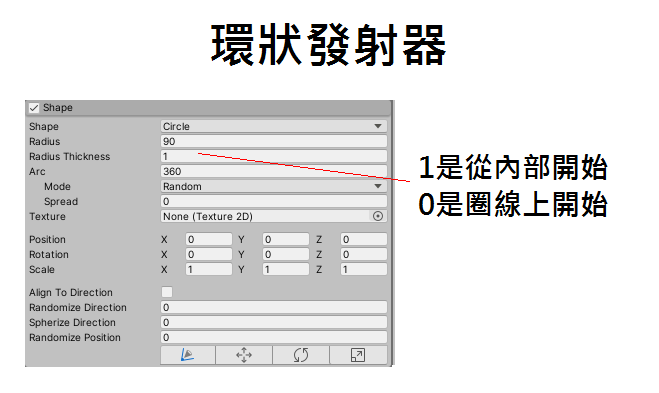 環狀發射器
Shape
Shape Circle
Radius 90
Radius Thickness 1
Arc 360
Mode Random
Spread 0
Texture None (Texture 2D)
Position X 0 Y 0 Z 0
Rotation X 0 Y 0 Z 0
Scale X 1 Y 1 Z 1
Align To Direction
Randomize Direction 0
Spherize Direction 0
Randomize Position 0
1是從內部開始
0是圈線上開始